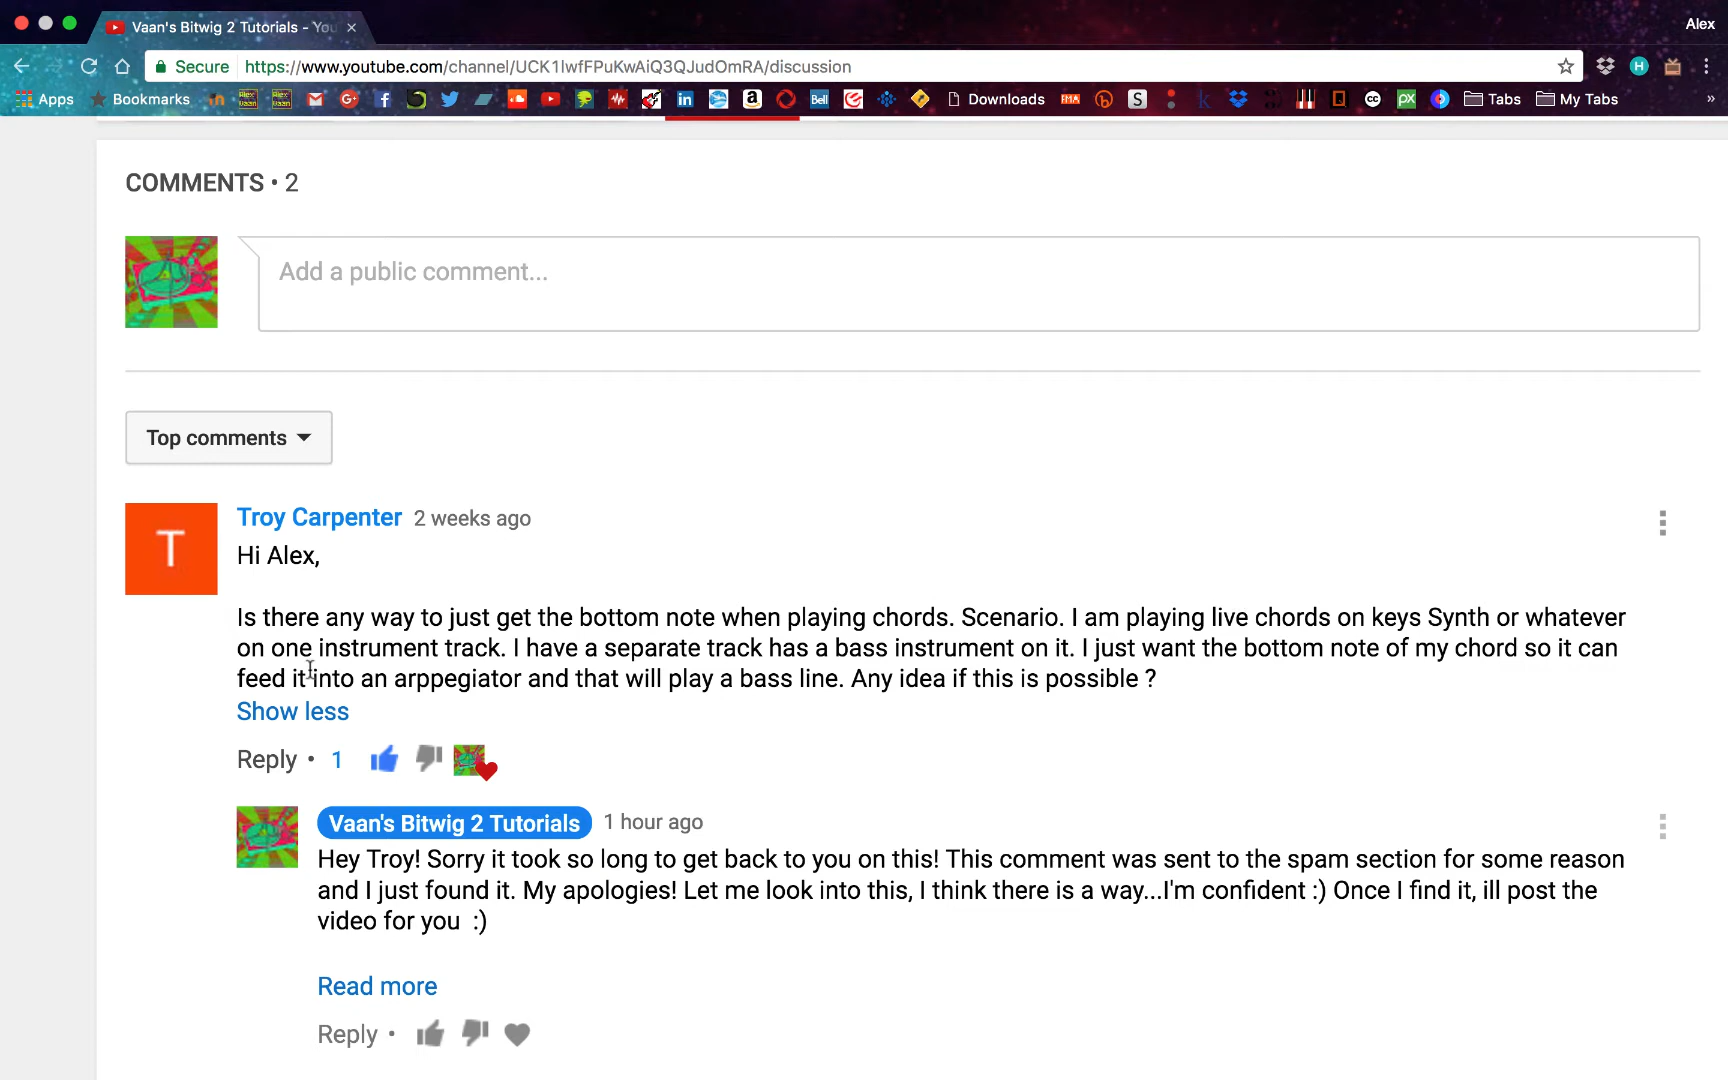 Vaan's Bitwig 2 Tutorials - You
Alex
Secure https://www.youtube.com/channel/UCK1IwfFPuKwAiQ3QJudOmRA/discussion
H
Apps Bookmarks Bell Downloads S cc px Tabs My Tabs »
COMMENTS • 2
Add a public comment...
Top comments
T
Troy Carpenter 2 weeks ago
Hi Alex,
Is there any way to just get the bottom note when playing chords. Scenario. I am playing live chords on keys Synth or whatever
on one instrument track. I have a separate track has a bass instrument on it. I just want the bottom note of my chord so it can
feed it into an arppegiator and that will play a bass line. Any idea if this is possible ?
Show less
Reply • 1
Vaan's Bitwig 2 Tutorials 1 hour ago
Hey Troy! Sorry it took so long to get back to you on this! This comment was sent to the spam section for some reason
and I just found it. My apologies! Let me look into this, I think there is a way...I'm confident :) Once I find it, ill post the
video for you :)
Read more
Reply •